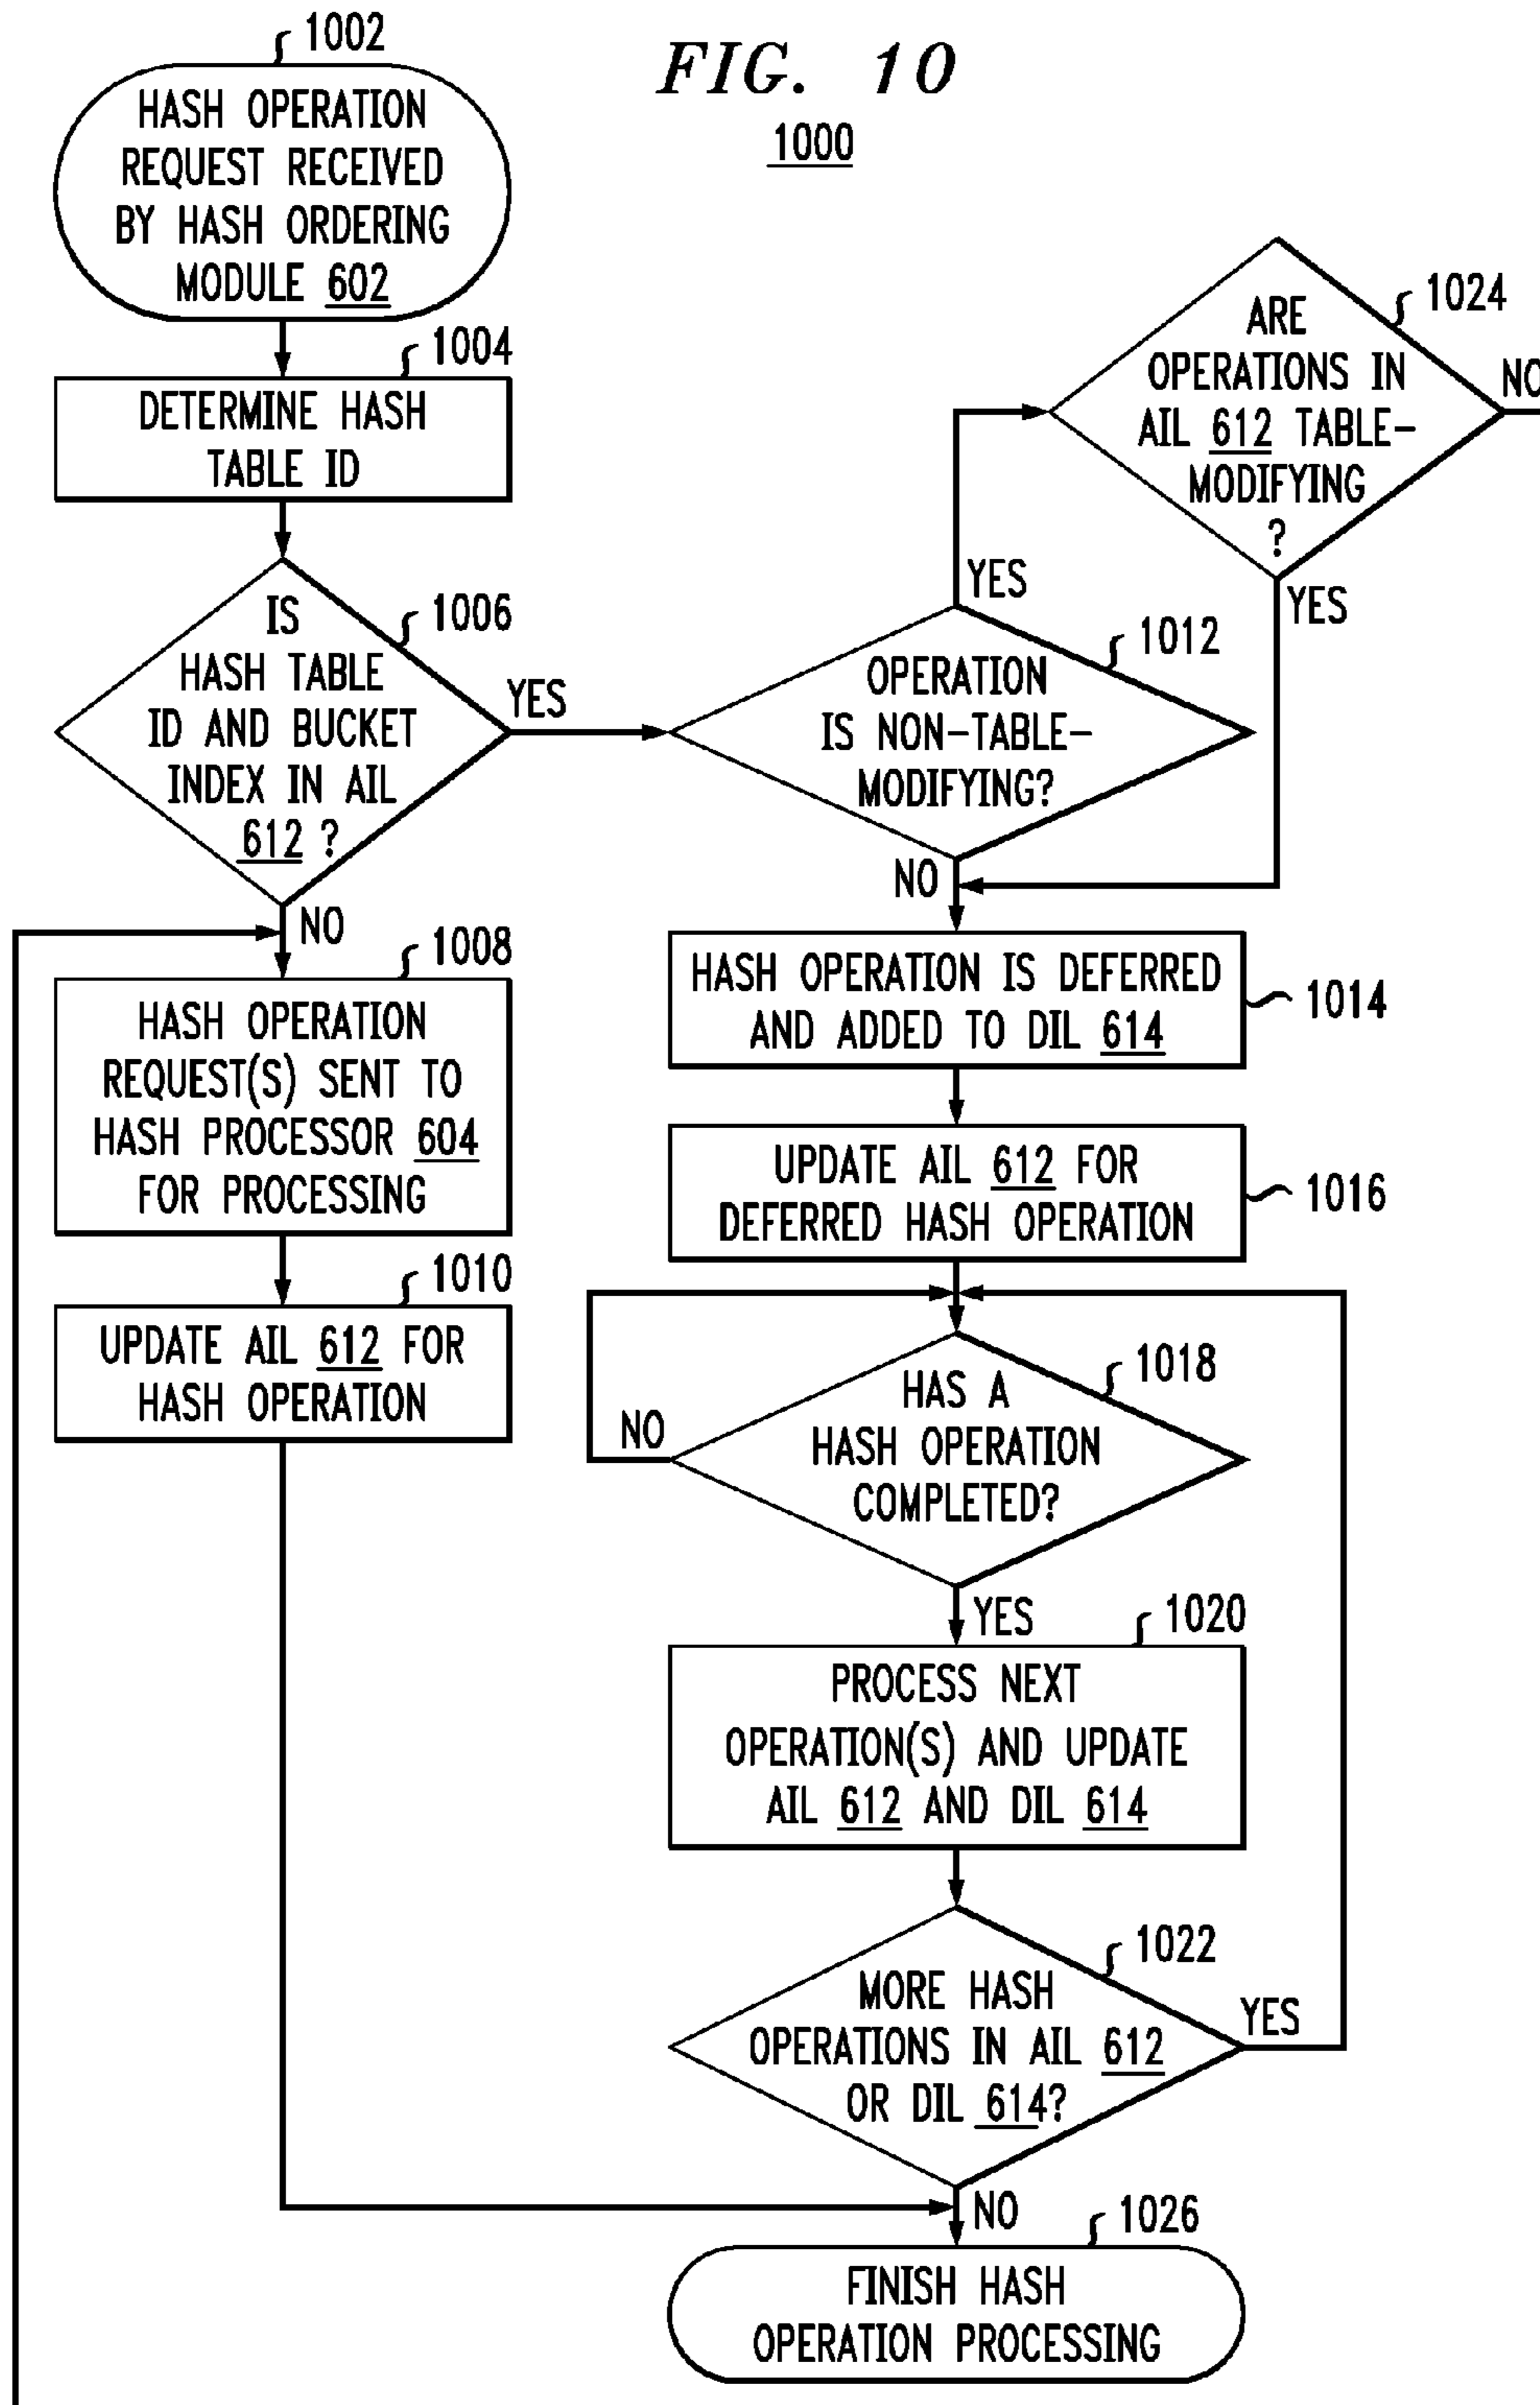 FIG. 10
1000
1002
HASH OPERATION
REQUEST RECEIVED
BY HASH ORDERING
MODULE 602
1004
DETERMINE HASH
TABLE ID
1006
IS
HASH TABLE
ID AND BUCKET
INDEX IN AIL
612 ?
YES
NO
1008
HASH OPERATION
REQUEST(S) SENT TO
HASH PROCESSOR 604
FOR PROCESSING
1010
UPDATE AIL 612 FOR
HASH OPERATION
1024
ARE
OPERATIONS IN
AIL 612 TABLE-
MODIFYING
?
NO
YES
YES
1012
OPERATION
IS NON-TABLE-
MODIFYING?
NO
HASH OPERATION IS DEFERRED
AND ADDED TO DIL 614
1014
UPDATE AIL 612 FOR
DEFERRED HASH OPERATION
1016
1018
HAS A
HASH OPERATION
COMPLETED?
NO
YES
1020
PROCESS NEXT
OPERATION(S) AND UPDATE
AIL 612 AND DIL 614
1022
MORE HASH
OPERATIONS IN AIL 612
OR DIL 614?
YES
NO
1026
FINISH HASH
OPERATION PROCESSING